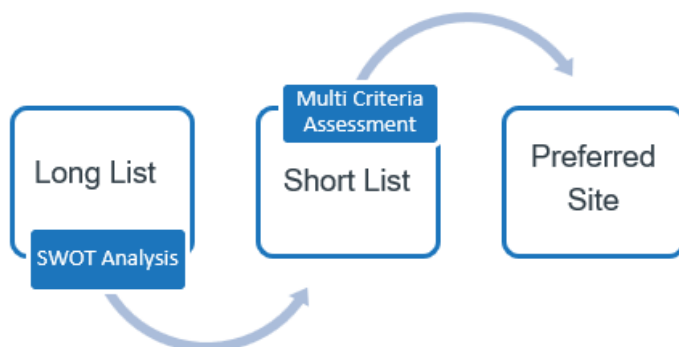 Long List
SWOT Analysis
Multi Criteria
Assessment
Short List
Preferred
Site